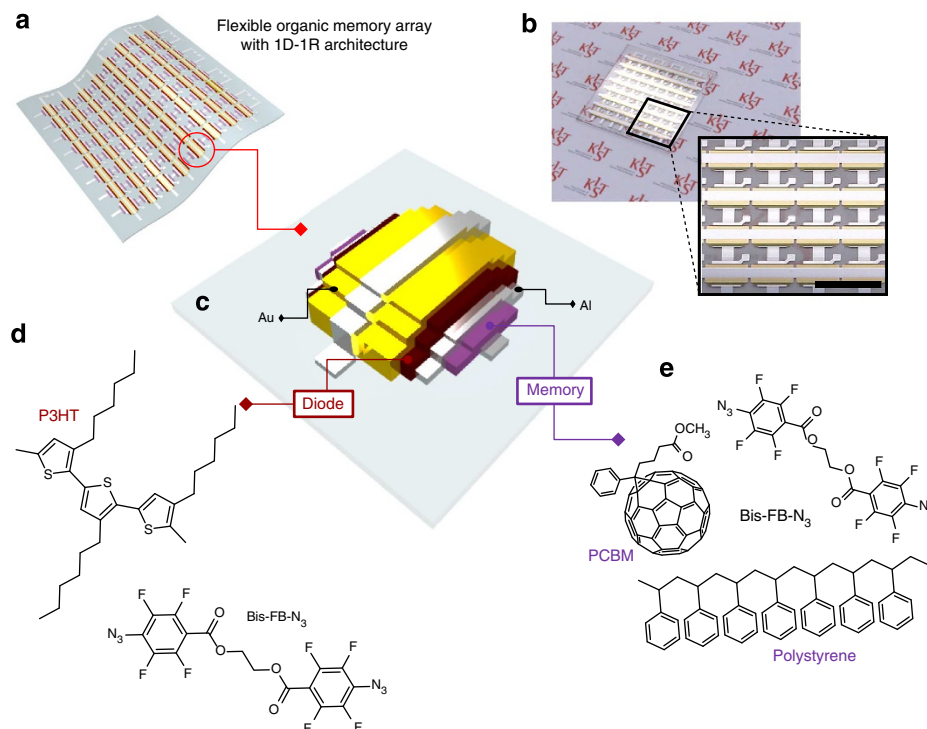 a
Flexible organic memory array
with 1D-1R architecture
b
KIST
c
Au
Al
d
Diode
Memory
P3HT
S
S
S
e
F
F
N₃
O
F
F
O
O
OCH₃
O
F
F
O
N
F
F
Bis-FB-N₃
PCBM
Polystyrene
F
F
Bis-FB-N₃
N₃
O
O
F
F
F
F
O
O
N₃
F
F